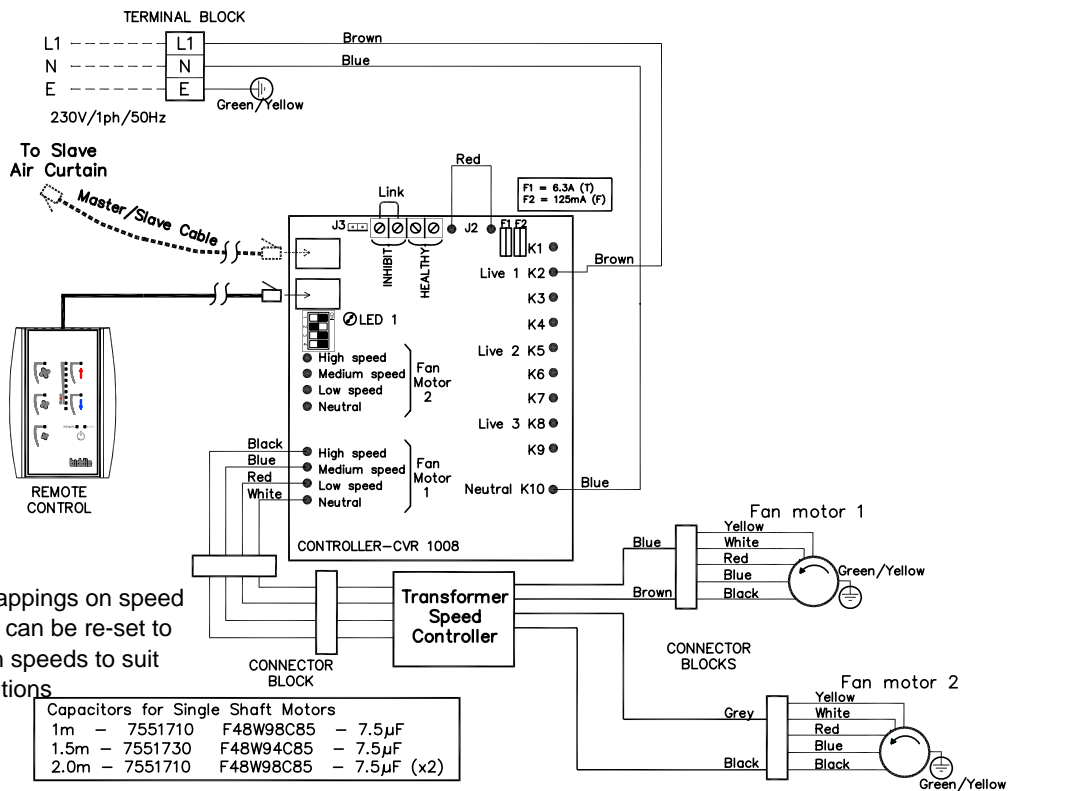 TERMINAL BLOCK
L1 L1 Brown
N N Blue
E E
Green/Yellow
230V/1ph/50Hz
To Slave
Air Curtain
Master/Slave Cable
Red
F1 = 6.3A (T)
F2 = 125mA (F)
Link
J3
J2
F1 F2
INHIBIT
HEALTHY
K1
Brown
Live 1 K2
K3
K4
Live 2 K5
K6
K7
Live 3 K8
K9
Neutral K10 Blue
LED 1
High speed
Medium speed
Low speed
Neutral
Fan
Motor
2
Black
Blue
Red
White
High speed
Medium speed
Low speed
Neutral
Fan
Motor
1
CONTROLLER-CVR 1008
biddle
REMOTE
CONTROL
Fan motor 1
Yellow
White
Red
Blue
Black
Green/Yellow
Blue
Brown
Transformer
Speed
Controller
CONNECTOR
BLOCK
CONNECTOR
BLOCKS
appings on speed
can be re-set to
n speeds to suit
tions
Fan motor 2
Yellow
White
Red
Blue
Black
Green/Yellow
Grey
Black
Capacitors for Single Shaft Motors
1m - 7551710 F48W98C85 - 7.5µF
1.5m - 7551730 F48W94C85 - 7.5µF
2.0m - 7551710 F48W98C85 - 7.5µF (x2)